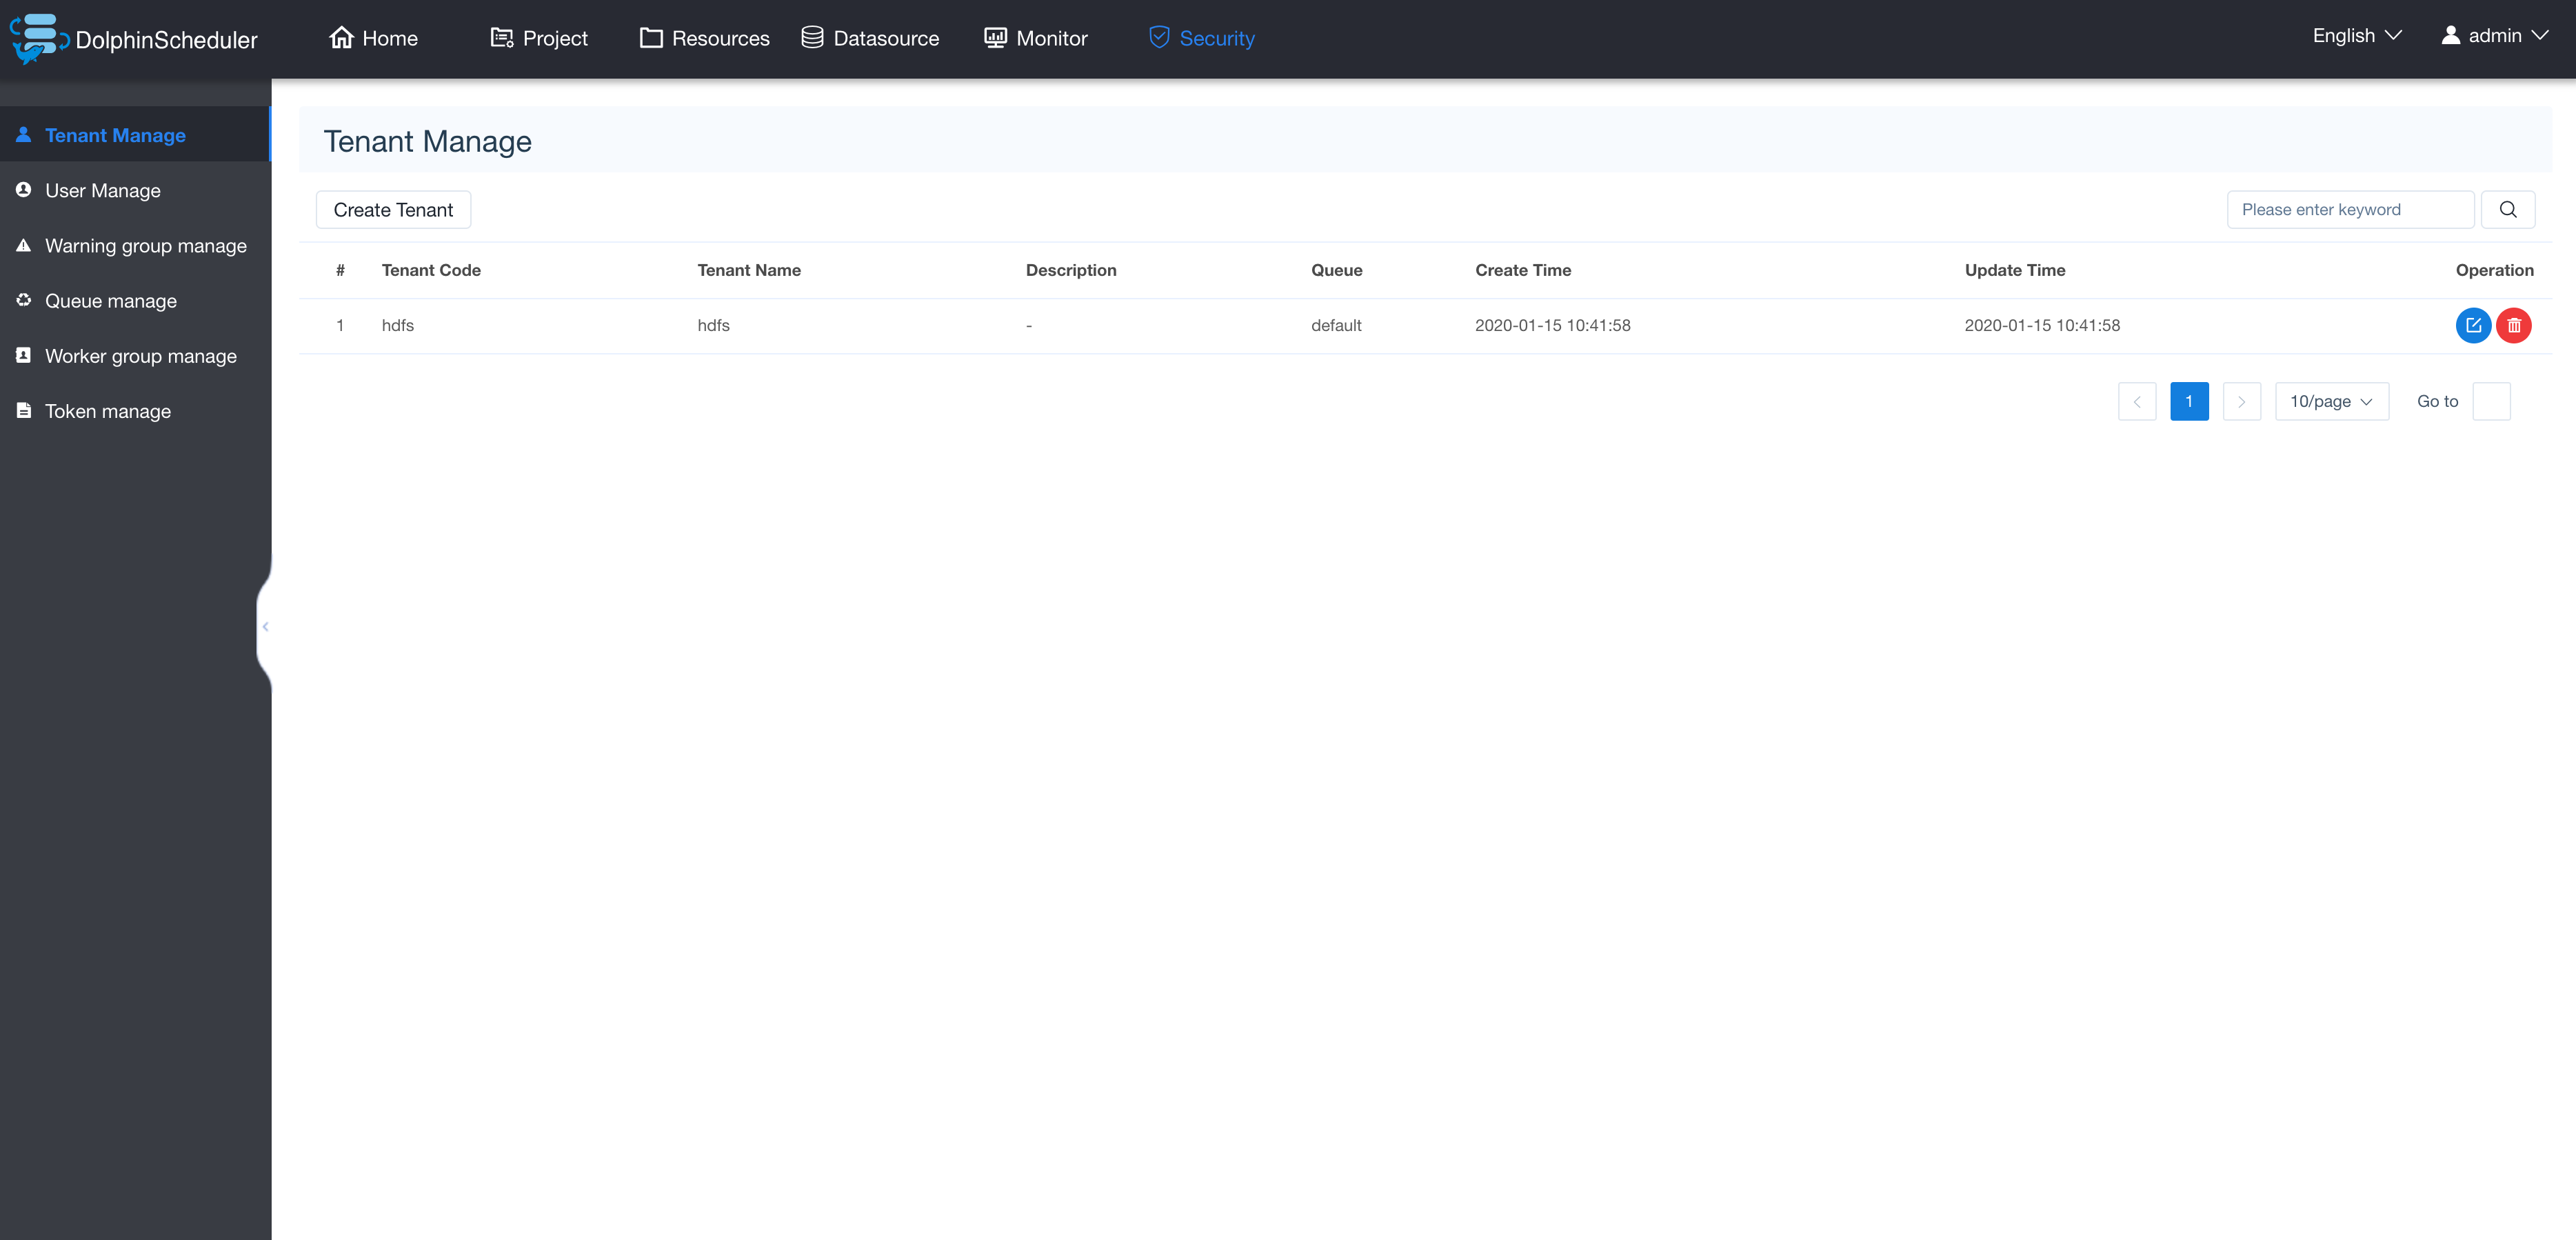 DolphinScheduler Home Project Resources Datasource Monitor Security English admin
Tenant Manage
User Manage
Warning group manage
Queue manage
Worker group manage
Token manage
Tenant Manage
Create Tenant Please enter keyword
# Tenant Code Tenant Name Description Queue Create Time Update Time Operation
1 hdfs hdfs - default 2020-01-15 10:41:58 2020-01-15 10:41:58
1 10/page Go to